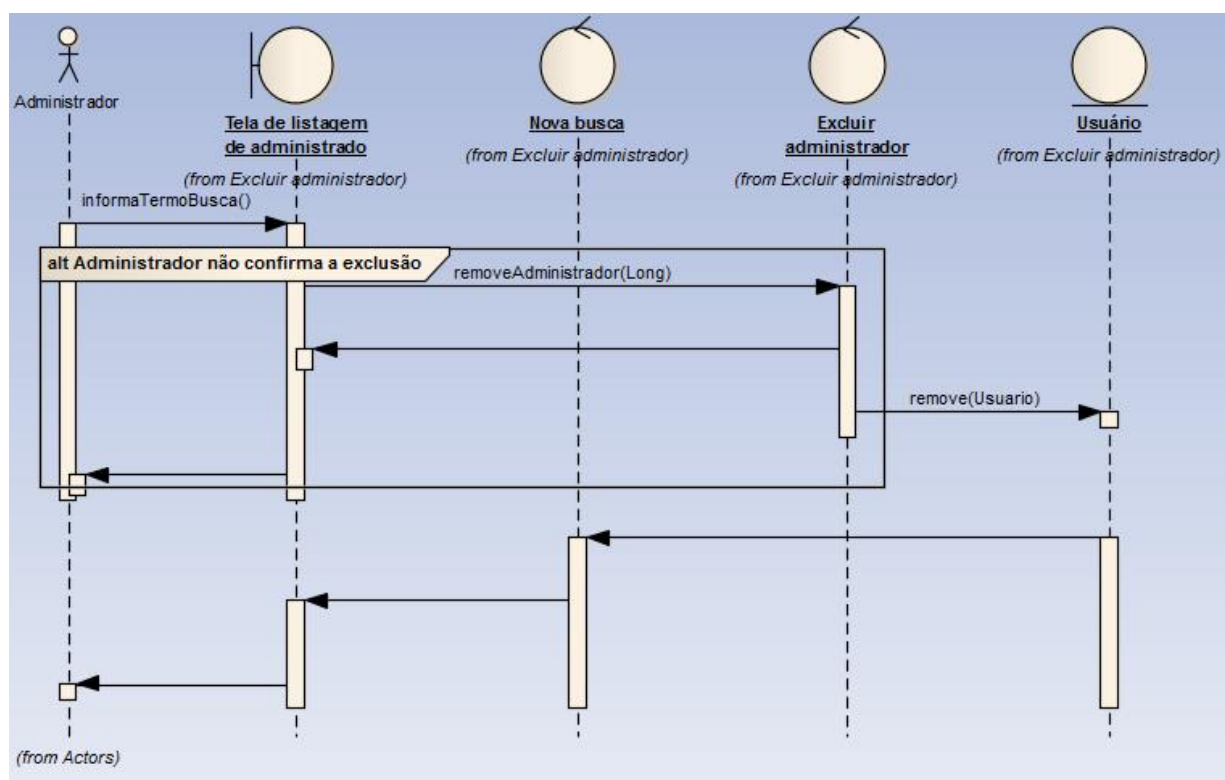 Administrador
Tela de listagem
de administrado
(from Excluir administrador)
Nova busca
(from Excluir administrador)
Excluir
administrador
(from Excluir administrador)
Usuário
(from Excluir administrador)
informaTermoBusca()
alt Administrador não confirma a exclusão
removeAdministrador(Long)
remove(Usuario)
(from Actors)